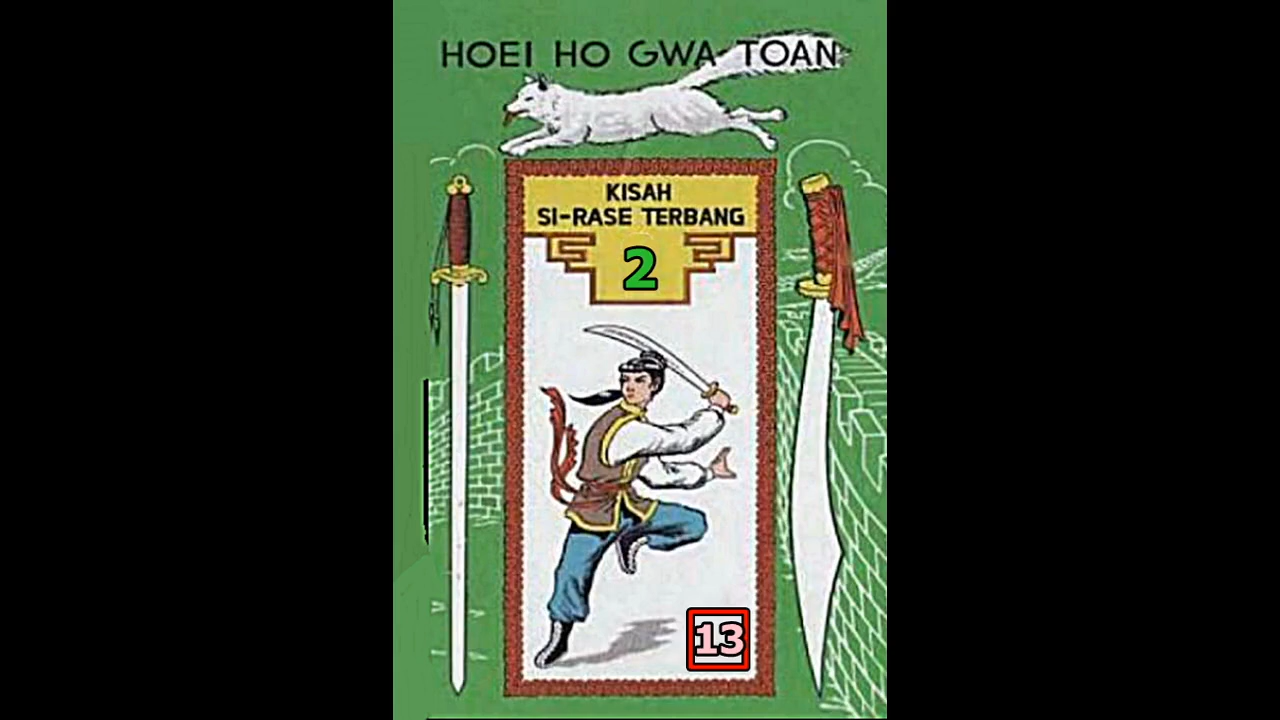 HOEI HO GWA TOAN
KISAH
SI-RASE TERBANG
2
13